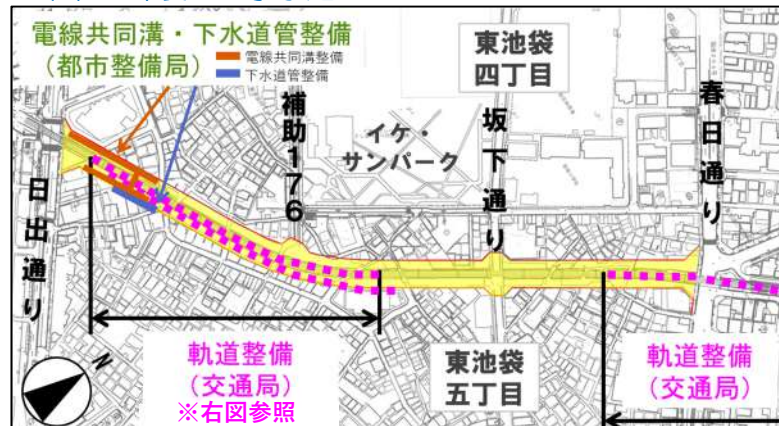 電線共同溝・下水道管整備
（都市整備局）
電線共同溝整備
下水道管整備
東池袋
四丁目
補助１７６
イケ・
サンパーク
坂下通り
春日通り
日出通り
N
軌道整備
（交通局）
※右図参照
東池袋
五丁目
軌道整備
（交通局）